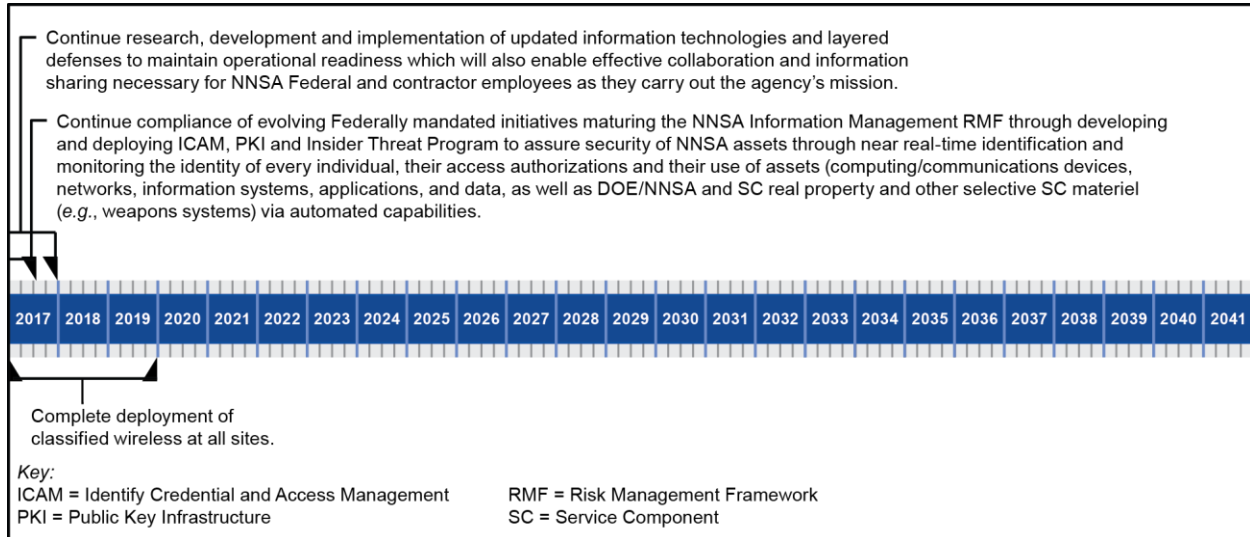 Continue research, development and implementation of updated information technologies and layered
defenses to maintain operational readiness which will also enable effective collaboration and information
sharing necessary for NNSA Federal and contractor employees as they carry out the agency's mission.
Continue compliance of evolving Federally mandated initiatives maturing the NNSA Information Management RMF through developing
and deploying ICAM, PKI and Insider Threat Program to assure security of NNSA assets through near real-time identification and
monitoring the identity of every individual, their access authorizations and their use of assets (computing/communications devices,
networks, information systems, applications, and data, as well as DOE/NNSA and SC real property and other selective SC materiel
(e.g., weapons systems) via automated capabilities.
2017 2018 2019 2020 2021 2022 2023 2024 2025 2026 2027 2028 2029 2030 2031 2032 2033 2034 2035 2036 2037 2038 2039 2040 2041
Complete deployment of
classified wireless at all sites.
Key:
ICAM = Identify Credential and Access Management RMF = Risk Management Framework
PKI = Public Key Infrastructure SC = Service Component